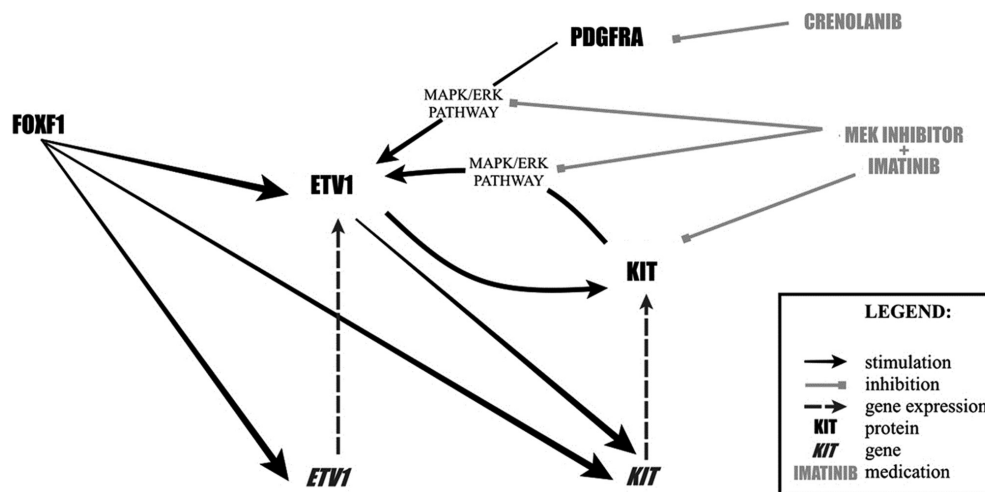 CRENOLANIB
PDGFRA
MAPK/ERK
PATHWAY
FOXF1
MEK INHIBITOR
+
IMATINIB
MAPK/ERK
PATHWAY
ETV1
KIT
LEGEND:
stimulation
inhibition
gene expression
KIT protein
KIT gene
IMATINIB medication
ETV1
KIT